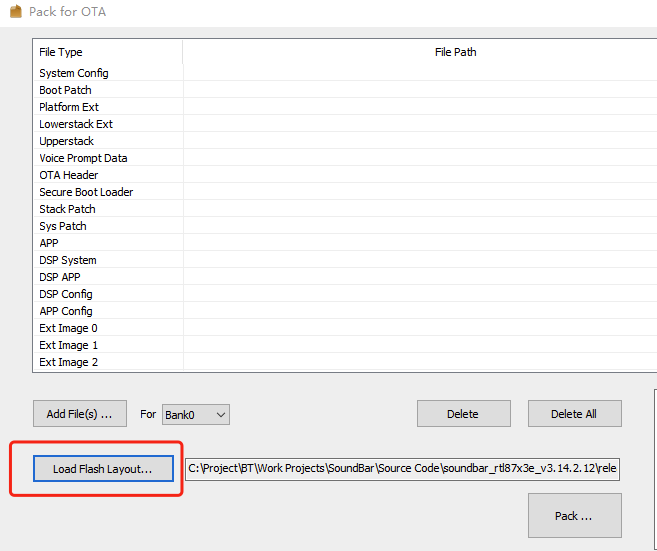 Pack for OTA
File Type File Path
System Config
Boot Patch
Platform Ext
Lowerstack Ext
Upperstack
Voice Prompt Data
OTA Header
Secure Boot Loader
Stack Patch
Sys Patch
APP
DSP System
DSP APP
DSP Config
APP Config
Ext Image 0
Ext Image 1
Ext Image 2
Add File(s) ... For Bank0 Delete Delete All
Load Flash Layout... C:\Project\BT\Work Projects\SoundBar\Source Code\soundbar_rtl87x3e_v3.14.2.12\rele
Pack ...